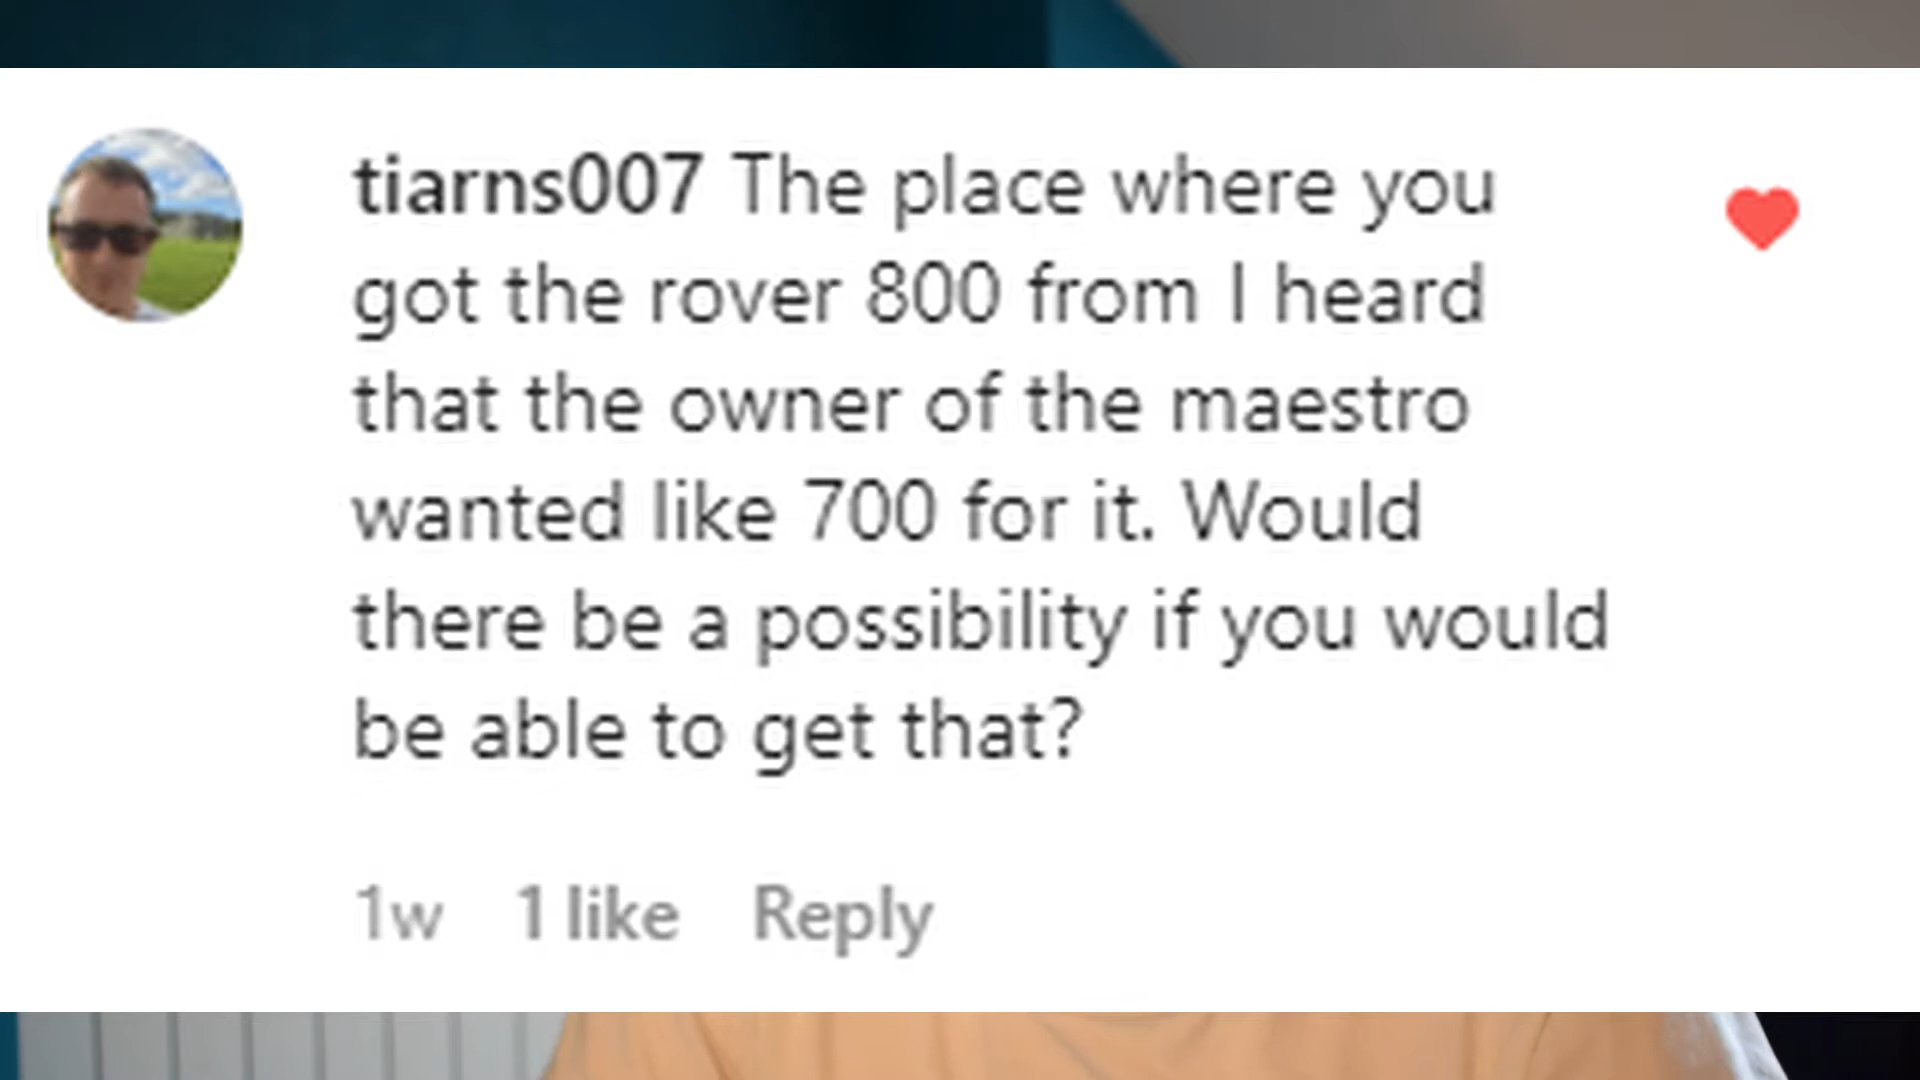 tiarns007 The place where you
got the rover 800 from I heard
that the owner of the maestro
wanted like 700 for it. Would
there be a possibility if you would
be able to get that?
1w 1 like Reply